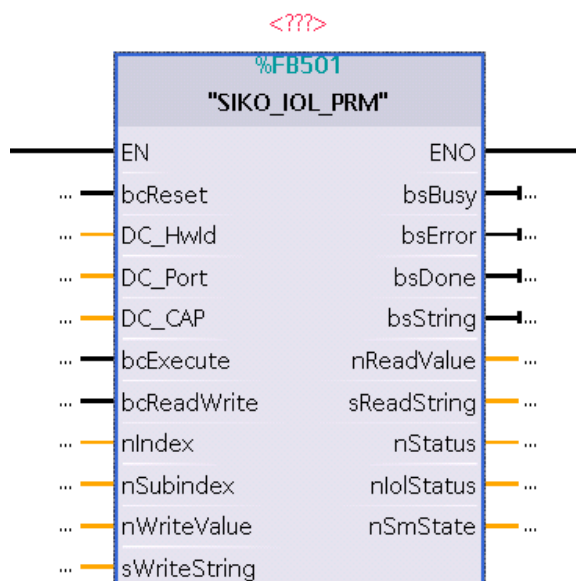 <???>
%FB501
"SIKO_IOL_PRM"
EN ENO
... bcReset bsBusy ...
... DC_HwId bsError ...
... DC_Port bsDone ...
... DC_CAP bsString ...
... bcExecute nReadValue ...
... bcReadWrite sReadString ...
... nIndex nStatus ...
... nSubindex nIolStatus ...
... nWriteValue nSmState ...
... sWriteString